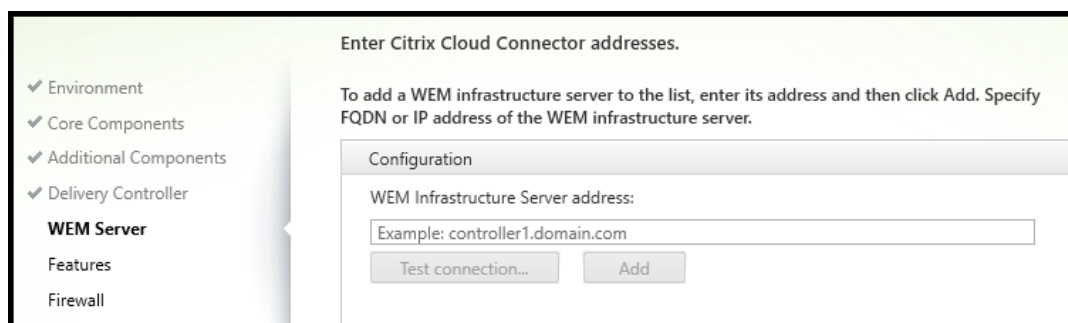 Enter Citrix Cloud Connector addresses.
Environment
Core Components
Additional Components
Delivery Controller
WEM Server
Features
Firewall
To add a WEM infrastructure server to the list, enter its address and then click Add. Specify
FQDN or IP address of the WEM infrastructure server.
Configuration
WEM Infrastructure Server address:
Example: controller1.domain.com
Test connection...
Add